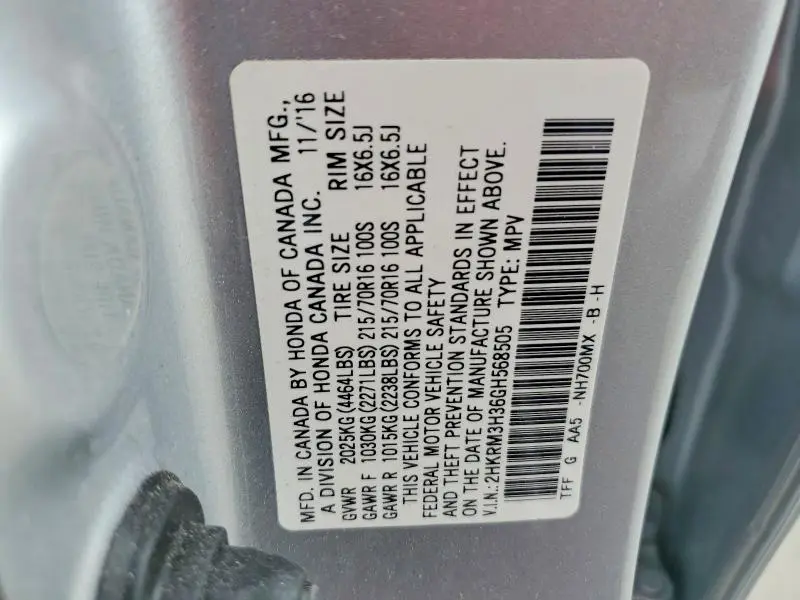 MFD. IN CANADA BY HONDA OF CANADA MFG.,
A DIVISION OF HONDA CANADA INC. 11/'16
GVWR 2025KG(4464LBS) TIRE SIZE RIM SIZE
GAWR F 1030KG(2271LBS) 215/70R16 100S 16X6.5J
GAWR R 1015KG(2238LBS) 215/70R16 100S 16X6.5J
THIS VEHICLE CONFORMS TO ALL APPLICABLE
FEDERAL MOTOR VEHICLE SAFETY
AND THEFT PREVENTION STANDARDS IN EFFECT
ON THE DATE OF MANUFACTURE SHOWN ABOVE.
V.I.N.: 2HKRM3H36GH568505 TYPE: MPV
TFF G AA5 -NH700MX -B -H